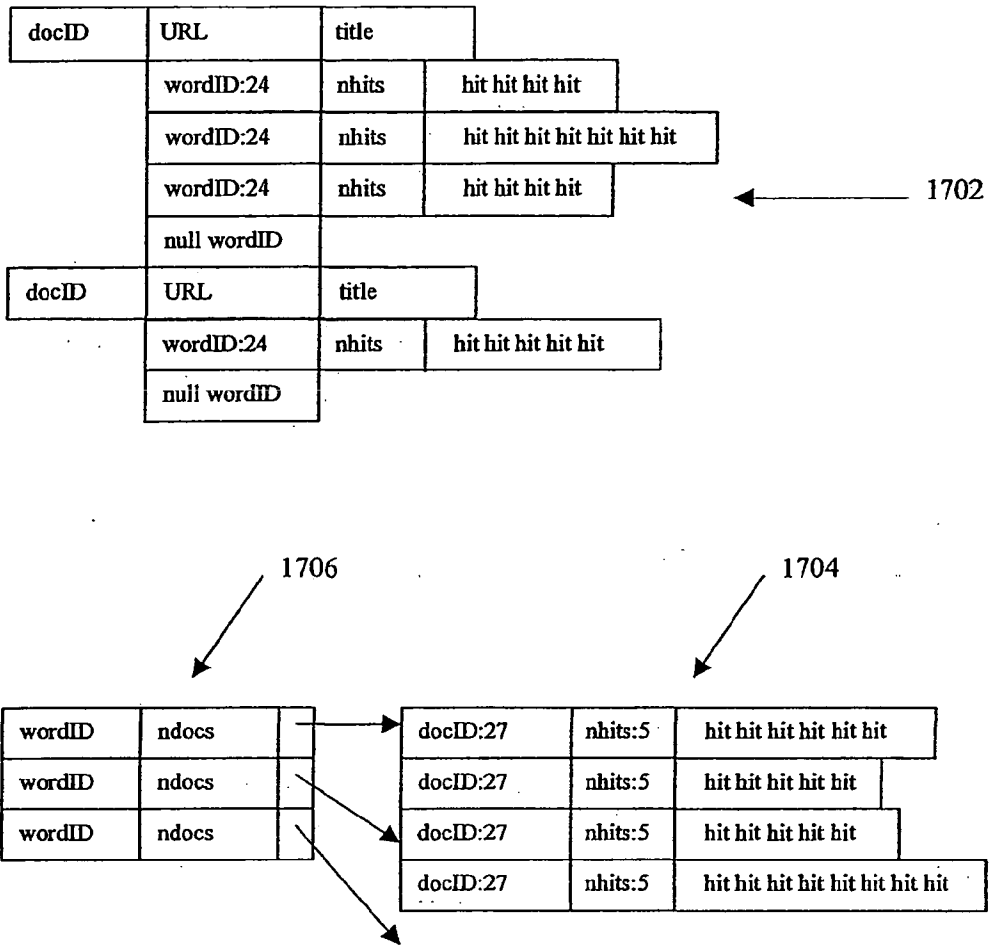 docID URL title
wordID:24 nhits hit hit hit hit
wordID:24 nhits hit hit hit hit hit hit hit
wordID:24 nhits hit hit hit hit
1702
null wordID
docID URL title
wordID:24 nhits hit hit hit hit hit
null wordID
1706 1704
wordID ndocs docID:27 nhits:5 hit hit hit hit hit hit
wordID ndocs docID:27 nhits:5 hit hit hit hit hit
wordID ndocs docID:27 nhits:5 hit hit hit hit hit
docID:27 nhits:5 hit hit hit hit hit hit hit hit